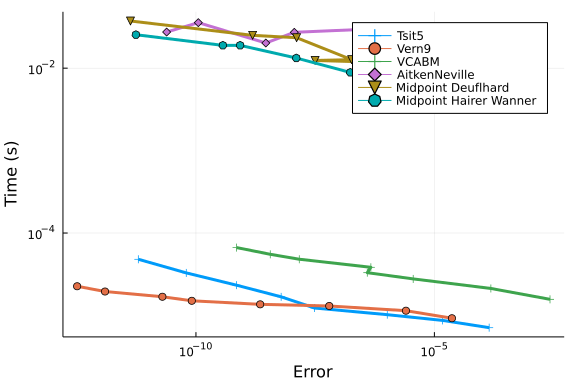 Tsit5
Vern9
VCABM
AitkenNeville
Midpoint Deuflhard
Midpoint Hairer Wanner
Time (s)
10⁻²
10⁻⁴
10⁻¹⁰
10⁻⁵
Error